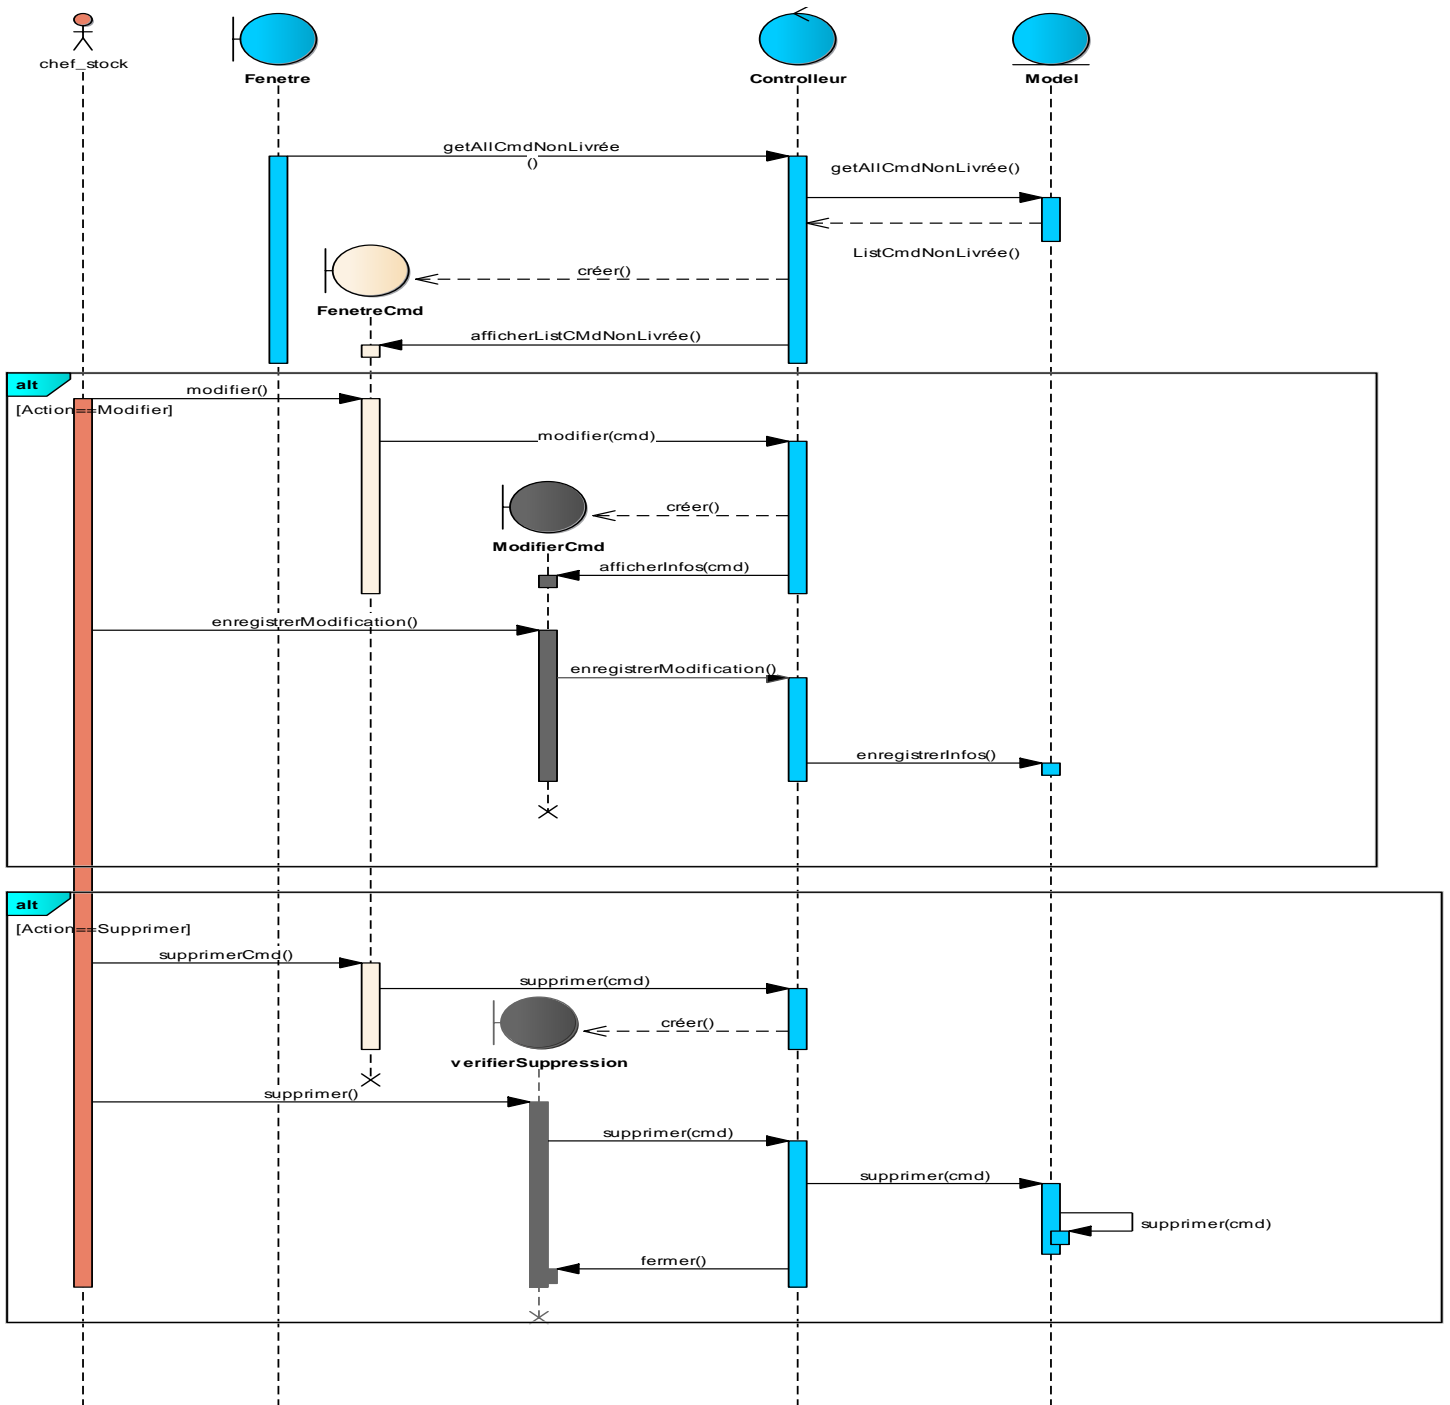 chef_stock
Fenetre
Controlleur
Model
getAllCmdNonLivrée
()
getAllCmdNonLivrée()
ListCmdNonLivrée()
créer()
FenetreCmd
afficherListCMdNonLivrée()
alt
modifier()
[Action==Modifier]
modifier(cmd)
créer()
ModifierCmd
afficherInfos(cmd)
enregistrerModification()
enregistrerModification()
enregistrerInfos()
alt
[Action==Supprimer]
supprimerCmd()
supprimer(cmd)
créer()
verifierSuppression
supprimer()
supprimer(cmd)
supprimer(cmd)
supprimer(cmd)
fermer()